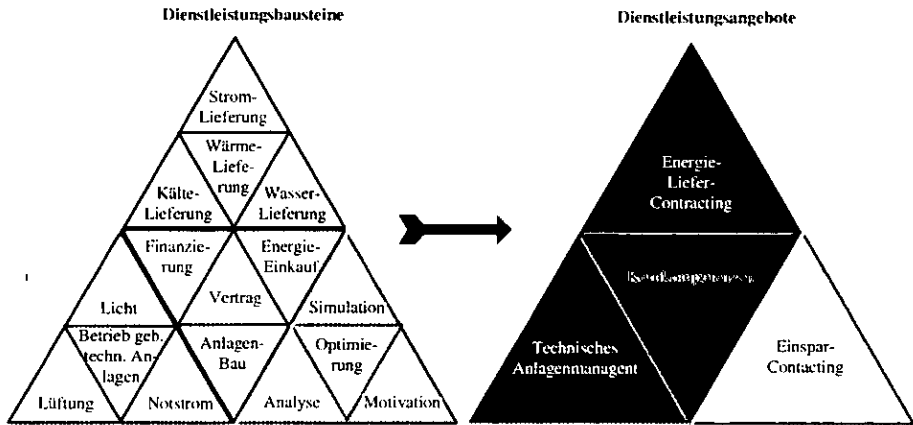 Dienstleistungsbausteine
Strom-
Lieferung
Wärme-
Liefe-
rung
Kälte-
Lieferung
Wasser-
Lieferung
Finanzie-
rung
Energie-
Einkauf
Licht
Vertrag
Simulation
Betrieb geb.
techn. An-
lagen
Anlagen-
Bau
Optimie-
rung
Lüftung
Notstrom
Analyse
Motivation
Dienstleistungsangebote
Energie-
Liefer-
Contracting
Kernkompetenzen
Technisches
Anlagenmanagent
Einspar-
Contacting